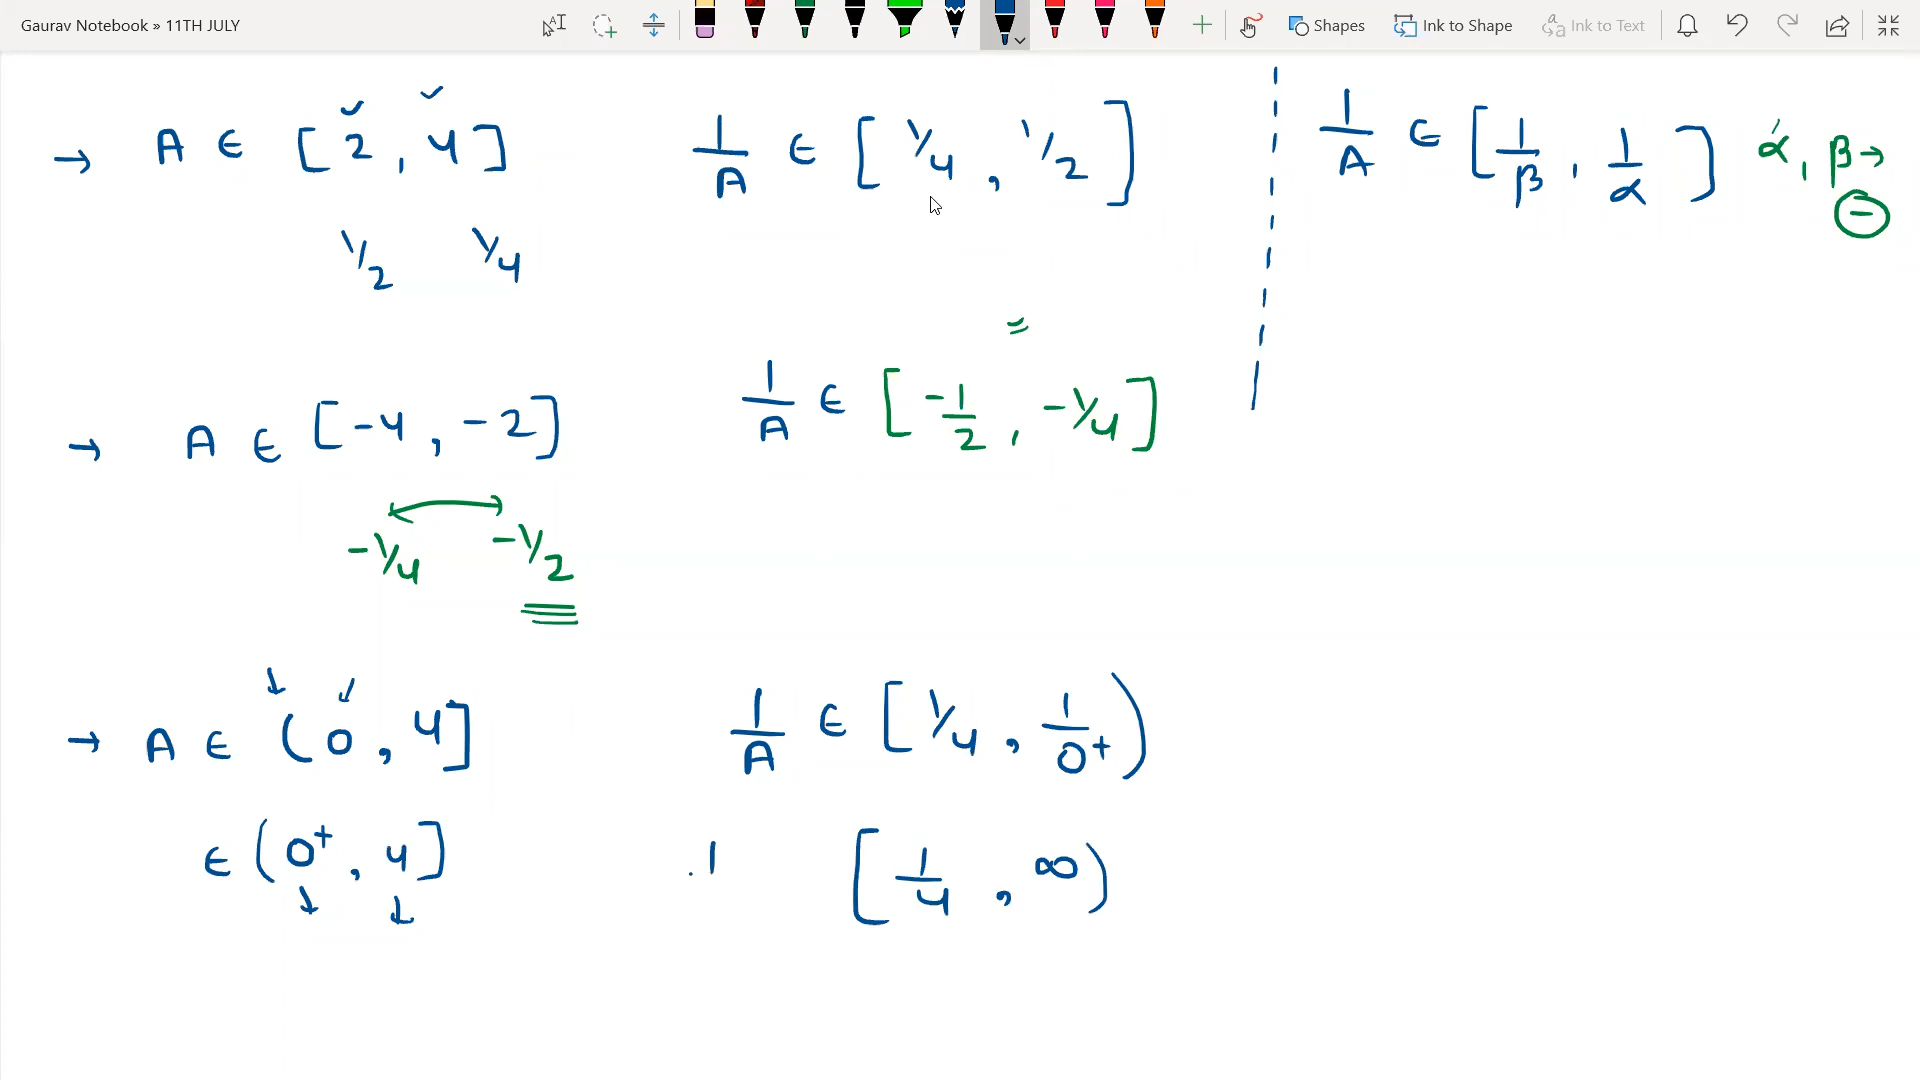 Gaurav Notebook » 11TH JULY
Shapes
Ink to Shape
Ink to Text
→ A ∈ [2, 4]
1/A ∈ [1/4, 1/2]
1/A ∈ [1/β, 1/α]
α, β →
⊖
1/2 1/4
=
→ A ∈ [-4, -2]
1/A ∈ [-1/2, -1/4]
-1/4 -1/2
→ A ∈ (0, 4]
1/A ∈ [1/4, 1/0+)
∈ (0+, 4]
.1
[1/4, ∞)